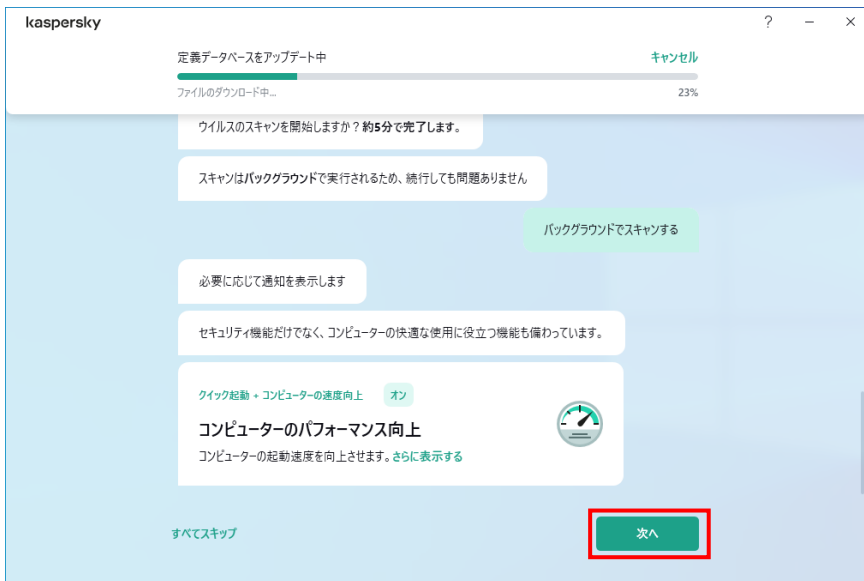 kaspersky
? − ×
定義データベースをアップデート中
キャンセル
ファイルのダウンロード中...
23%
ウイルスのスキャンを開始しますか？約5分で完了します。
スキャンはバックグラウンドで実行されるため、続行しても問題ありません
バックグラウンドでスキャンする
必要に応じて通知を表示します
セキュリティ機能だけでなく、コンピューターの快適な使用に役立つ機能も備わっています。
クイック起動 + コンピューターの速度向上 オン
コンピューターのパフォーマンス向上
コンピューターの起動速度を向上させます。さらに表示する
すべてスキップ
次へ